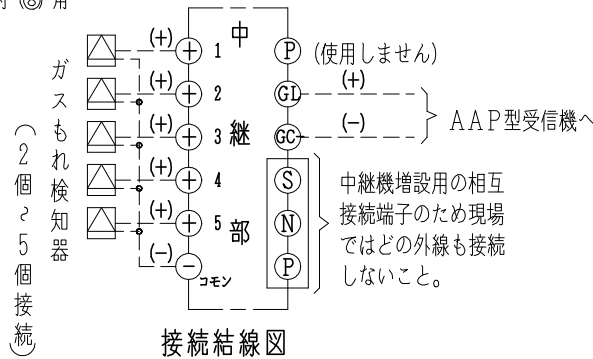 用
ガスもれ検知器
（2個～5個接続）
(+)
(+)
(+)
(+)
(+)
(-)
+ 1
+ 2
+ 3
+ 4
+ 5
- コモン
中継部
P (使用しません)
GL (+)
GC (-)
AAP型受信機へ
S
N
P
中継機増設用の相互
接続端子のため現場
ではどの外線も接続
しないこと。
接続結線図